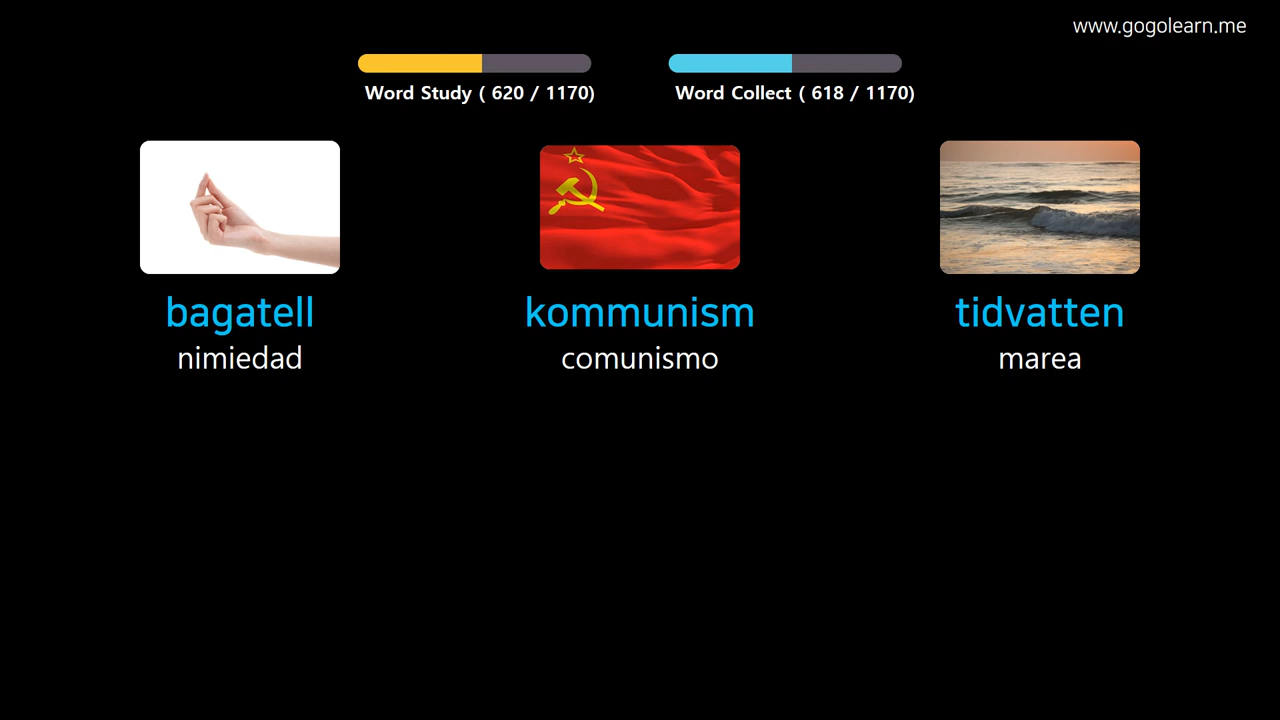 www.gogolearn.me
Word Study ( 620 / 1170)
Word Collect ( 618 / 1170)
bagatell
nimiedad
kommunism
comunismo
tidvatten
marea